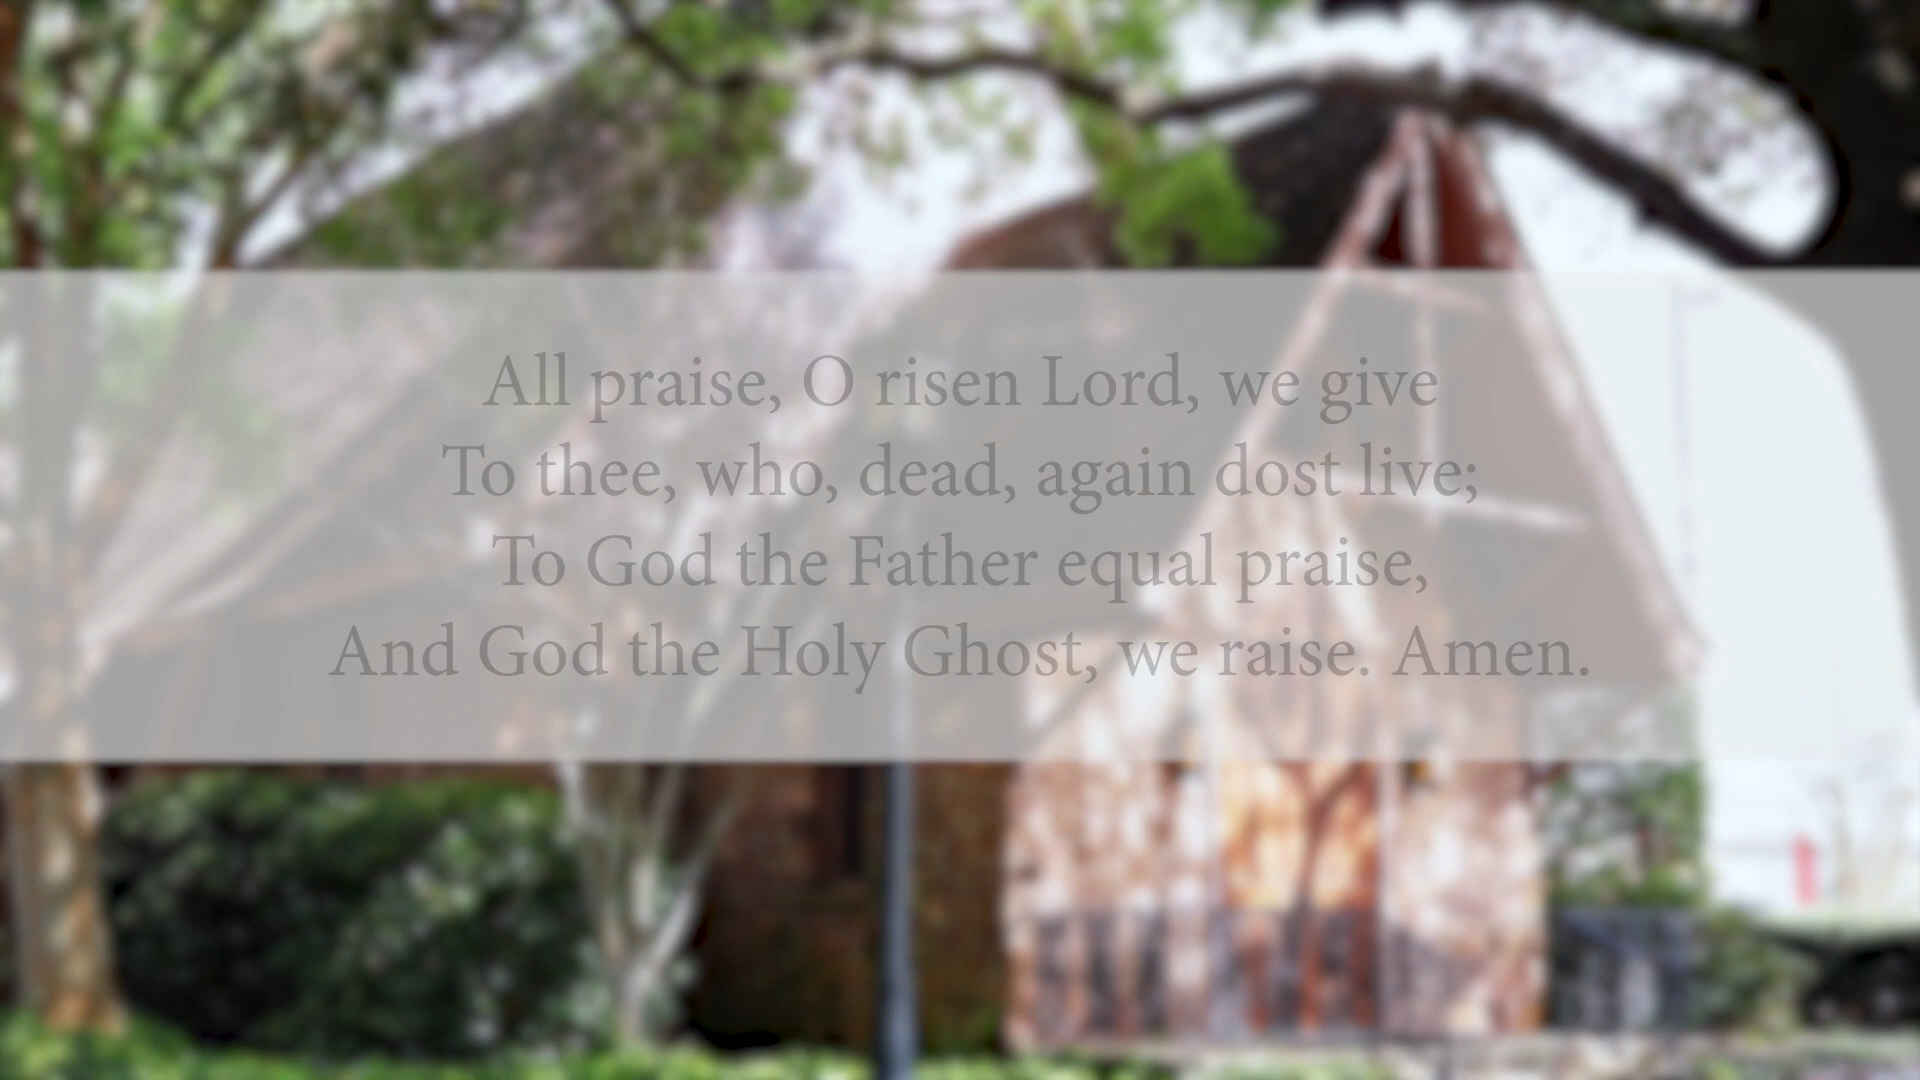 All praise, O risen Lord, we give
To thee, who, dead, again dost live;
To God the Father equal praise,
And God the Holy Ghost, we raise. Amen.